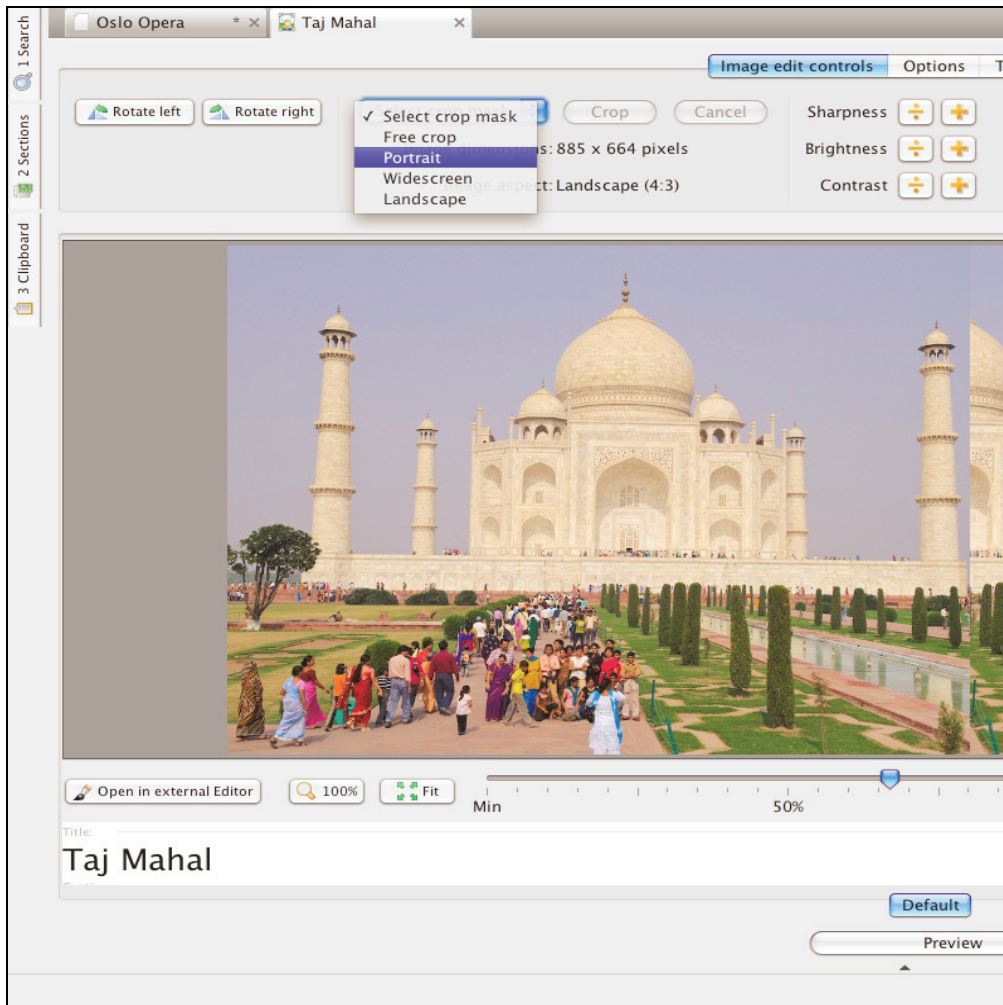 1 Search
2 Sections
3 Clipboard
Oslo Opera * ×
Taj Mahal ×
Image edit controls Options T
Rotate left Rotate right
✓ Select crop mask
Free crop
Portrait
Widescreen
Landscape
Crop Cancel
: 885 x 664 pixels
aspect: Landscape (4:3)
Sharpness ÷ +
Brightness ÷ +
Contrast ÷ +
Open in external Editor 100% Fit
Min 50%
Title:
Taj Mahal
Default
Preview